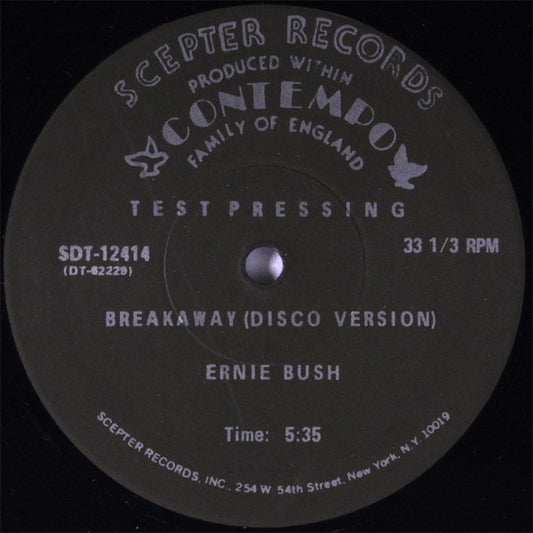 SCEPTER RECORDS
PRODUCED WITHIN
CONTEMPO
FAMILY OF ENGLAND
TEST PRESSING
SDT-12414
33 1/3 RPM
(DT-62229)
BREAKAWAY (DISCO VERSION)
ERNIE BUSH
Time: 5:35
SCEPTER RECORDS, INC., 254 W 54th Street, New York, N.Y. 10019